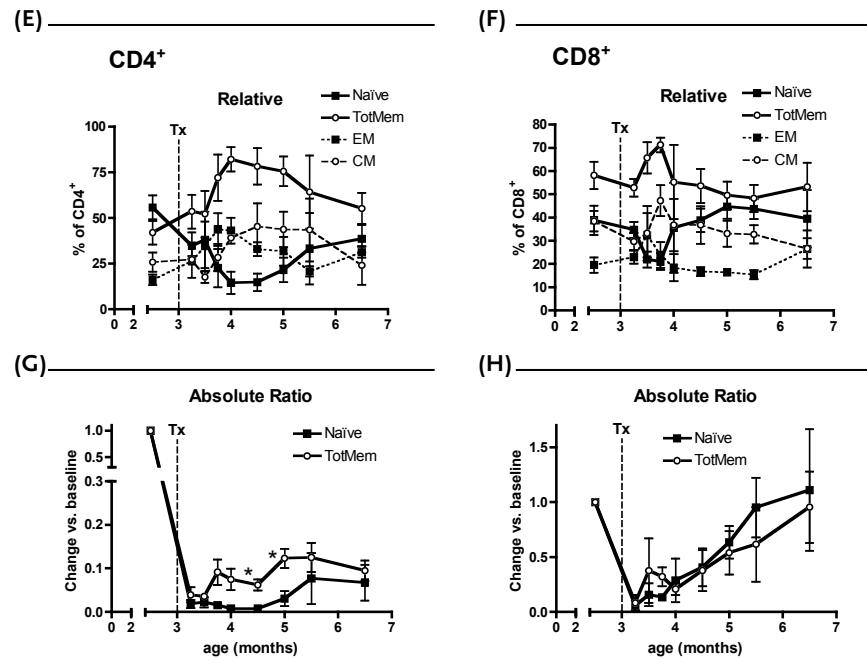 (E)
CD4+
Relative
Tx
Naïve
TotMem
EM
CM
% of CD4+
100
75
50
25
0
0 2 3 4 5 6 7
(F)
CD8+
Relative
Tx
Naïve
TotMem
EM
CM
% of CD8+
80
70
60
50
40
30
20
10
0
0 2 3 4 5 6 7
(G)
Absolute Ratio
Tx
Naïve
TotMem
Change vs. baseline
1.0
0.5
0.3
0.2
0.1
0.0
* *
0 2 3 4 5 6 7
age (months)
(H)
Absolute Ratio
Tx
Naïve
TotMem
Change vs. baseline
1.5
1.0
0.5
0.0
0 2 3 4 5 6 7
age (months)